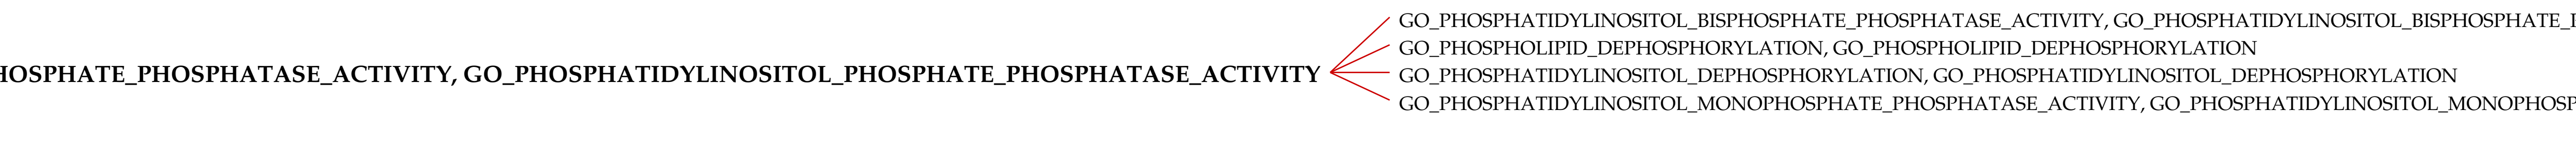 GO_PHOSPHATIDYLINOSITOL_BISPHOSPHATE_PHOSPHATASE_ACTIVITY, GO_PHOSPHATIDYLINOSITOL_BISPHOSPHATE_
GO_PHOSPHOLIPID_DEPHOSPHORYLATION, GO_PHOSPHOLIPID_DEPHOSPHORYLATION
HOSPHATE_PHOSPHATASE_ACTIVITY, GO_PHOSPHATIDYLINOSITOL_PHOSPHATE_PHOSPHATASE_ACTIVITY
GO_PHOSPHATIDYLINOSITOL_DEPHOSPHORYLATION, GO_PHOSPHATIDYLINOSITOL_DEPHOSPHORYLATION
GO_PHOSPHATIDYLINOSITOL_MONOPHOSPHATE_PHOSPHATASE_ACTIVITY, GO_PHOSPHATIDYLINOSITOL_MONOPHOSP